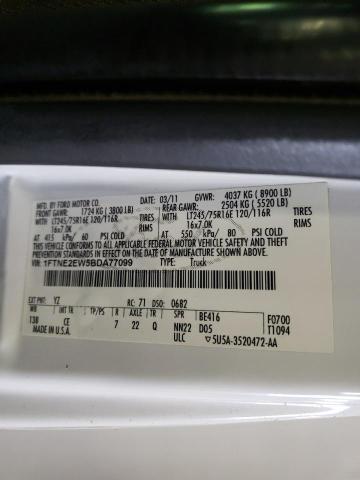 MFD. BY FORD MOTOR CO.
DATE: 03/11 GVWR: 4037 KG (8900 LB)
FRONT GAWR: 1724 KG (3800 LB) REAR GAWR: 2504 KG (5520 LB)
WITH LT245/75R16E 120/116R TIRES WITH LT245/75R16E 120/116R TIRES
16x7.0K RIMS 16x7.0K RIMS
AT 415 kPa/ 60 PSI COLD AT 550 kPa/ 80 PSI COLD
THIS VEHICLE CONFORMS TO ALL APPLICABLE FEDERAL MOTOR VEHICLE
SAFETY STANDARDS IN EFFECT ON THE
DATE OF MANUFACTURE SHOWN ABOVE.
VIN: 1FTNE2EW5BDA77099 TYPE: Truck
EXT PNT: YZ RC: 71 DSO: 0682
WB INT TR TP/PS R AXLE TR SPR BE416 F0700
138 CE 7 22 Q NN22 D05 T1094
MADE IN U.S.A. ULC 5U5A-3520472-AA